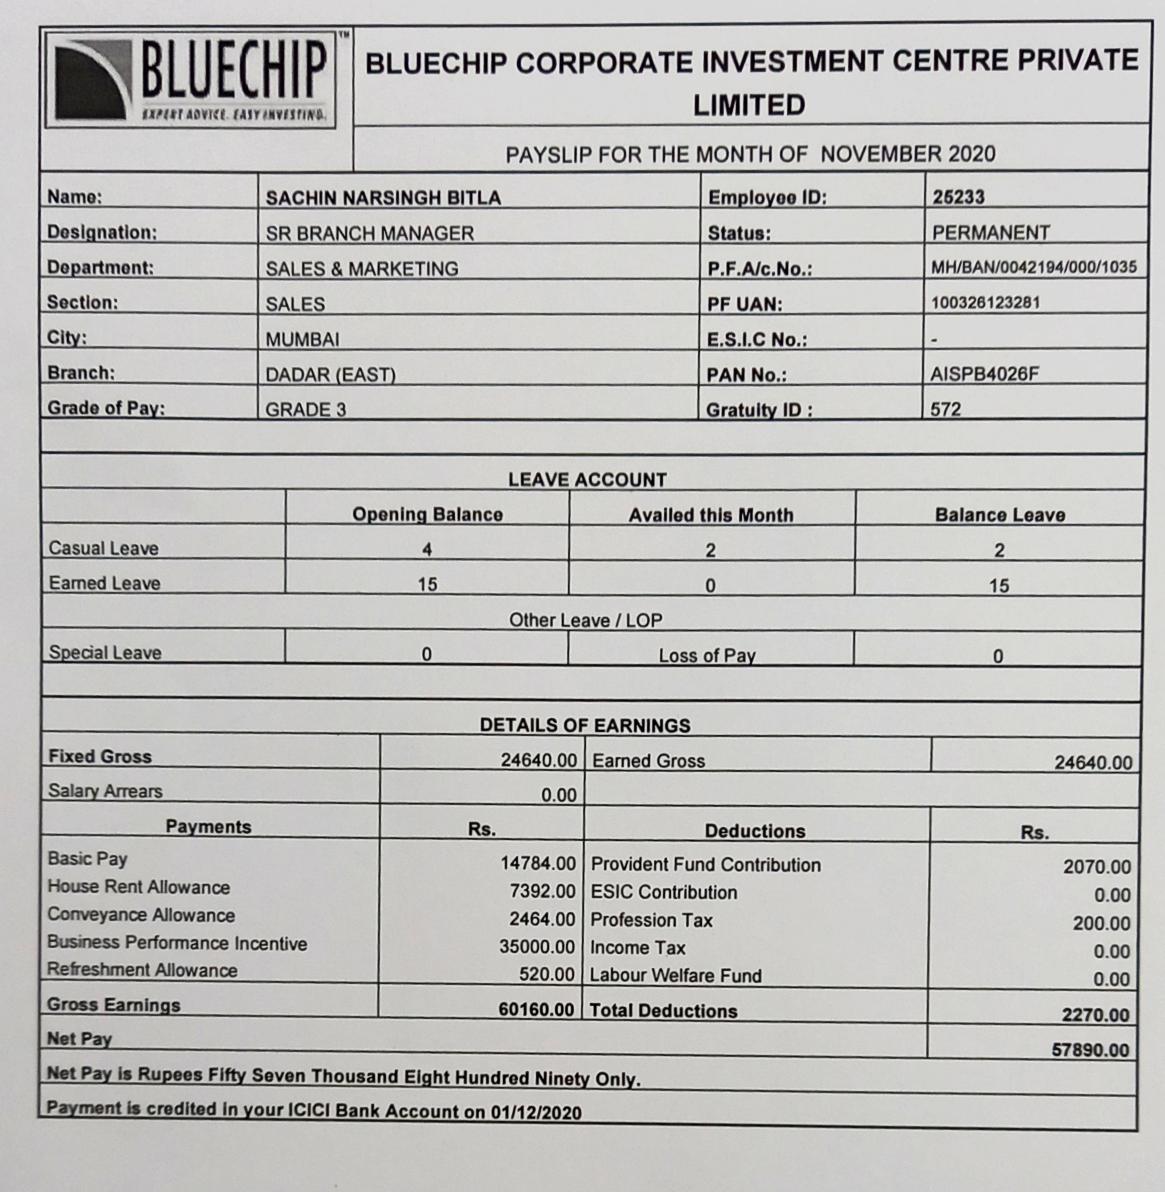 BLUECHIP TM
EXPERT ADVICE. EASY INVESTING.
BLUECHIP CORPORATE INVESTMENT CENTRE PRIVATE
LIMITED
PAYSLIP FOR THE MONTH OF NOVEMBER 2020
Name: SACHIN NARSINGH BITLA Employee ID: 25233
Designation: SR BRANCH MANAGER Status: PERMANENT
Department: SALES & MARKETING P.F.A/c.No.: MH/BAN/0042194/000/1035
Section: SALES PF UAN: 100326123281
City: MUMBAI E.S.I.C No.: -
Branch: DADAR (EAST) PAN No.: AISPB4026F
Grade of Pay: GRADE 3 Gratuity ID : 572
LEAVE ACCOUNT
Opening Balance Availed this Month Balance Leave
Casual Leave 4 2 2
Earned Leave 15 0 15
Other Leave / LOP
Special Leave 0 Loss of Pay 0
DETAILS OF EARNINGS
Fixed Gross 24640.00 Earned Gross 24640.00
Salary Arrears 0.00
Payments Rs. Deductions Rs.
Basic Pay 14784.00 Provident Fund Contribution 2070.00
House Rent Allowance 7392.00 ESIC Contribution 0.00
Conveyance Allowance 2464.00 Profession Tax 200.00
Business Performance Incentive 35000.00 Income Tax 0.00
Refreshment Allowance 520.00 Labour Welfare Fund 0.00
Gross Earnings 60160.00 Total Deductions 2270.00
Net Pay 57890.00
Net Pay is Rupees Fifty Seven Thousand Eight Hundred Ninety Only.
Payment is credited in your ICICI Bank Account on 01/12/2020